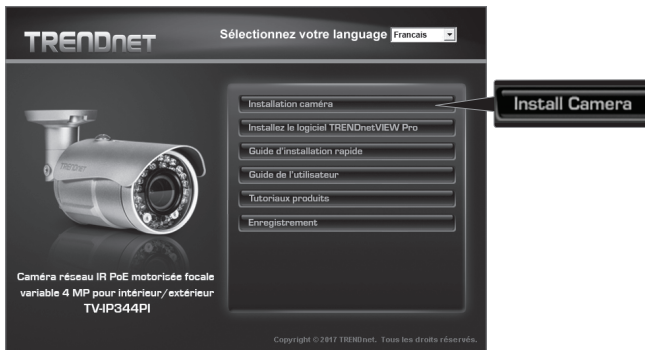 TRENDnet
Sélectionnez votre language Francais
Installation caméra
Install Camera
Installez le logiciel TRENDnetVIEW Pro
Guide d'installation rapide
Guide de l'utilisateur
Tutoriaux produits
Enregistrement
TRENDnet
Caméra réseau IR PoE motorisée focale
variable 4 MP pour intérieur/extérieur
TV-IP344PI
Copyright © 2017 TRENDnet. Tous les droits réservés.